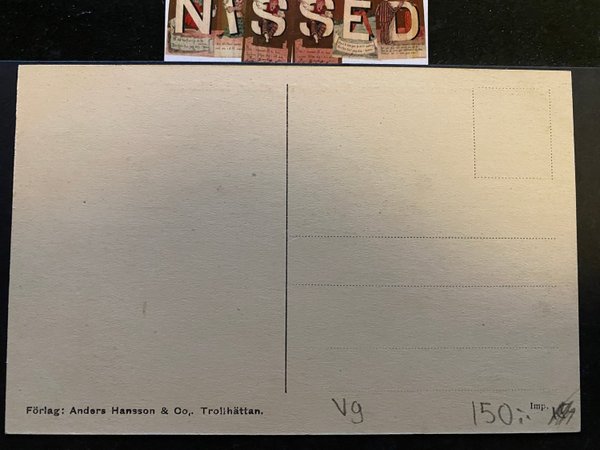 NISSED
Förlag: Anders Hansson & Co,. Trollhättan.
Vg
150:-
Imp.